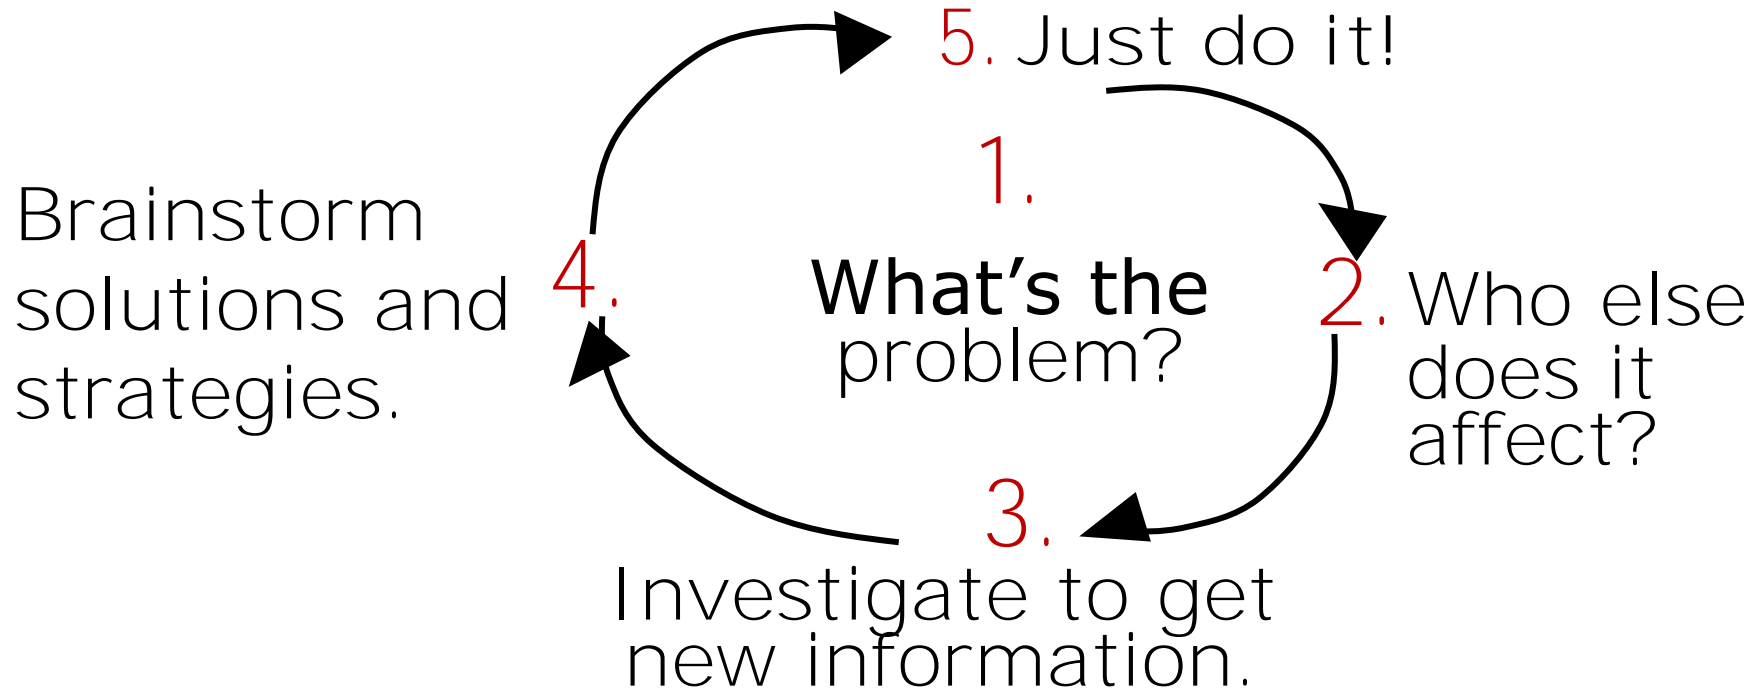 5. Just do it!
1.
What’s the
problem?
2. Who else
does it
affect?
3.
Investigate to get
new information.
Brainstorm
solutions and
strategies.
4.